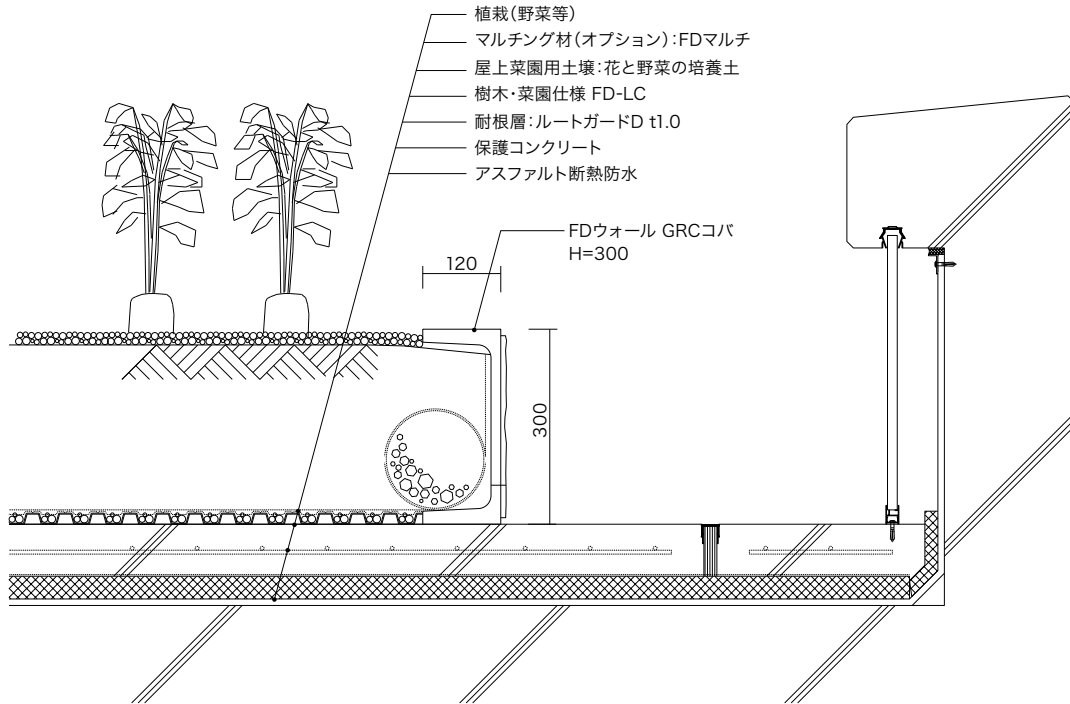 植栽（野菜等）
マルチング材（オプション）：FDマルチ
屋上菜園用土壌：花と野菜の培養土
樹木・菜園仕様 FD-LC
耐根層：ルートガードD t1.0
保護コンクリート
アスファルト断熱防水
FDウォール GRCコバ
H=300
120
300